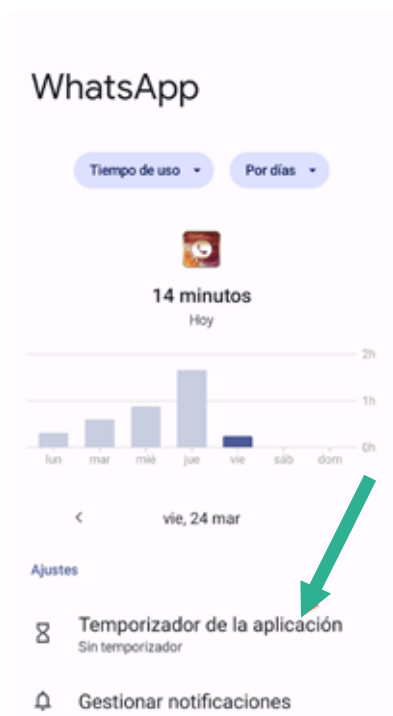 WhatsApp
Tiempo de uso
Por días
14 minutos
Hoy
2h
1h
0h
lun mar mié jue vie sáb dom
vie, 24 mar
Ajustes
Temporizador de la aplicación
Sin temporizador
Gestionar notificaciones